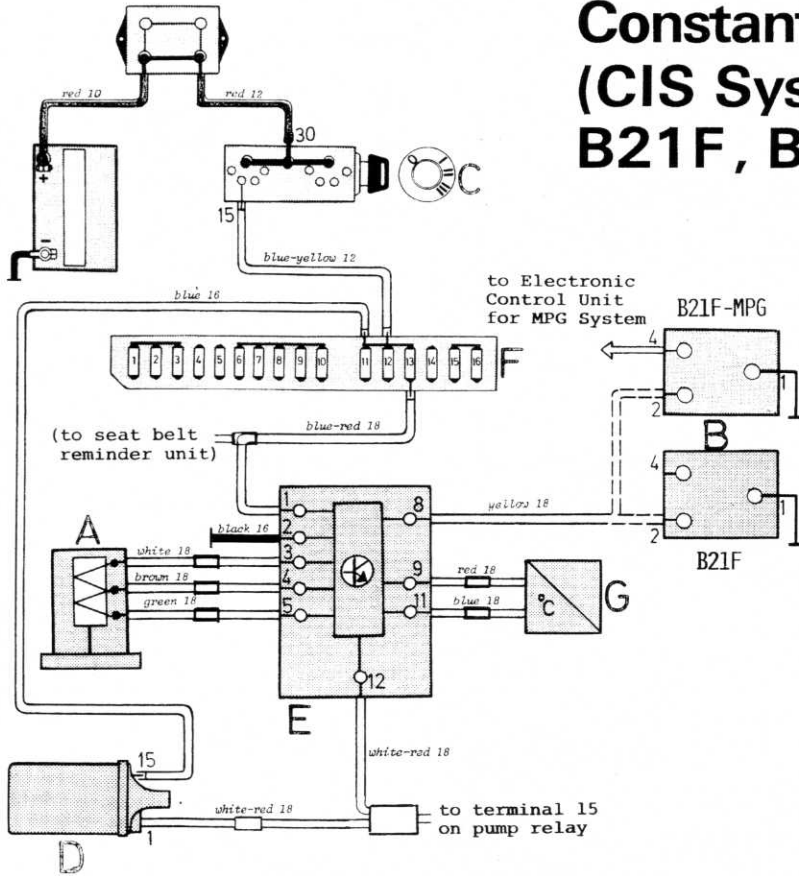 Constant
(CIS Sys
B21F, B
red 10
red 12
30
+
-
15
C
0 I II III
blue-yellow 12
blue 16
to Electronic
Control Unit
for MPG System
B21F-MPG
4
1
2
1 2 3 4 5 6 7 8 9 10 11 12 13 14 15 16
F
B
(to seat belt
reminder unit)
blue-red 18
4
1
2
B21F
yellow 18
A
black 16
white 18
brown 18
green 18
1
2
3
4
5
8
9
11
12
E
red 18
blue 18
°C
G
white-red 18
15
1
D
white-red 18
to terminal 15
on pump relay